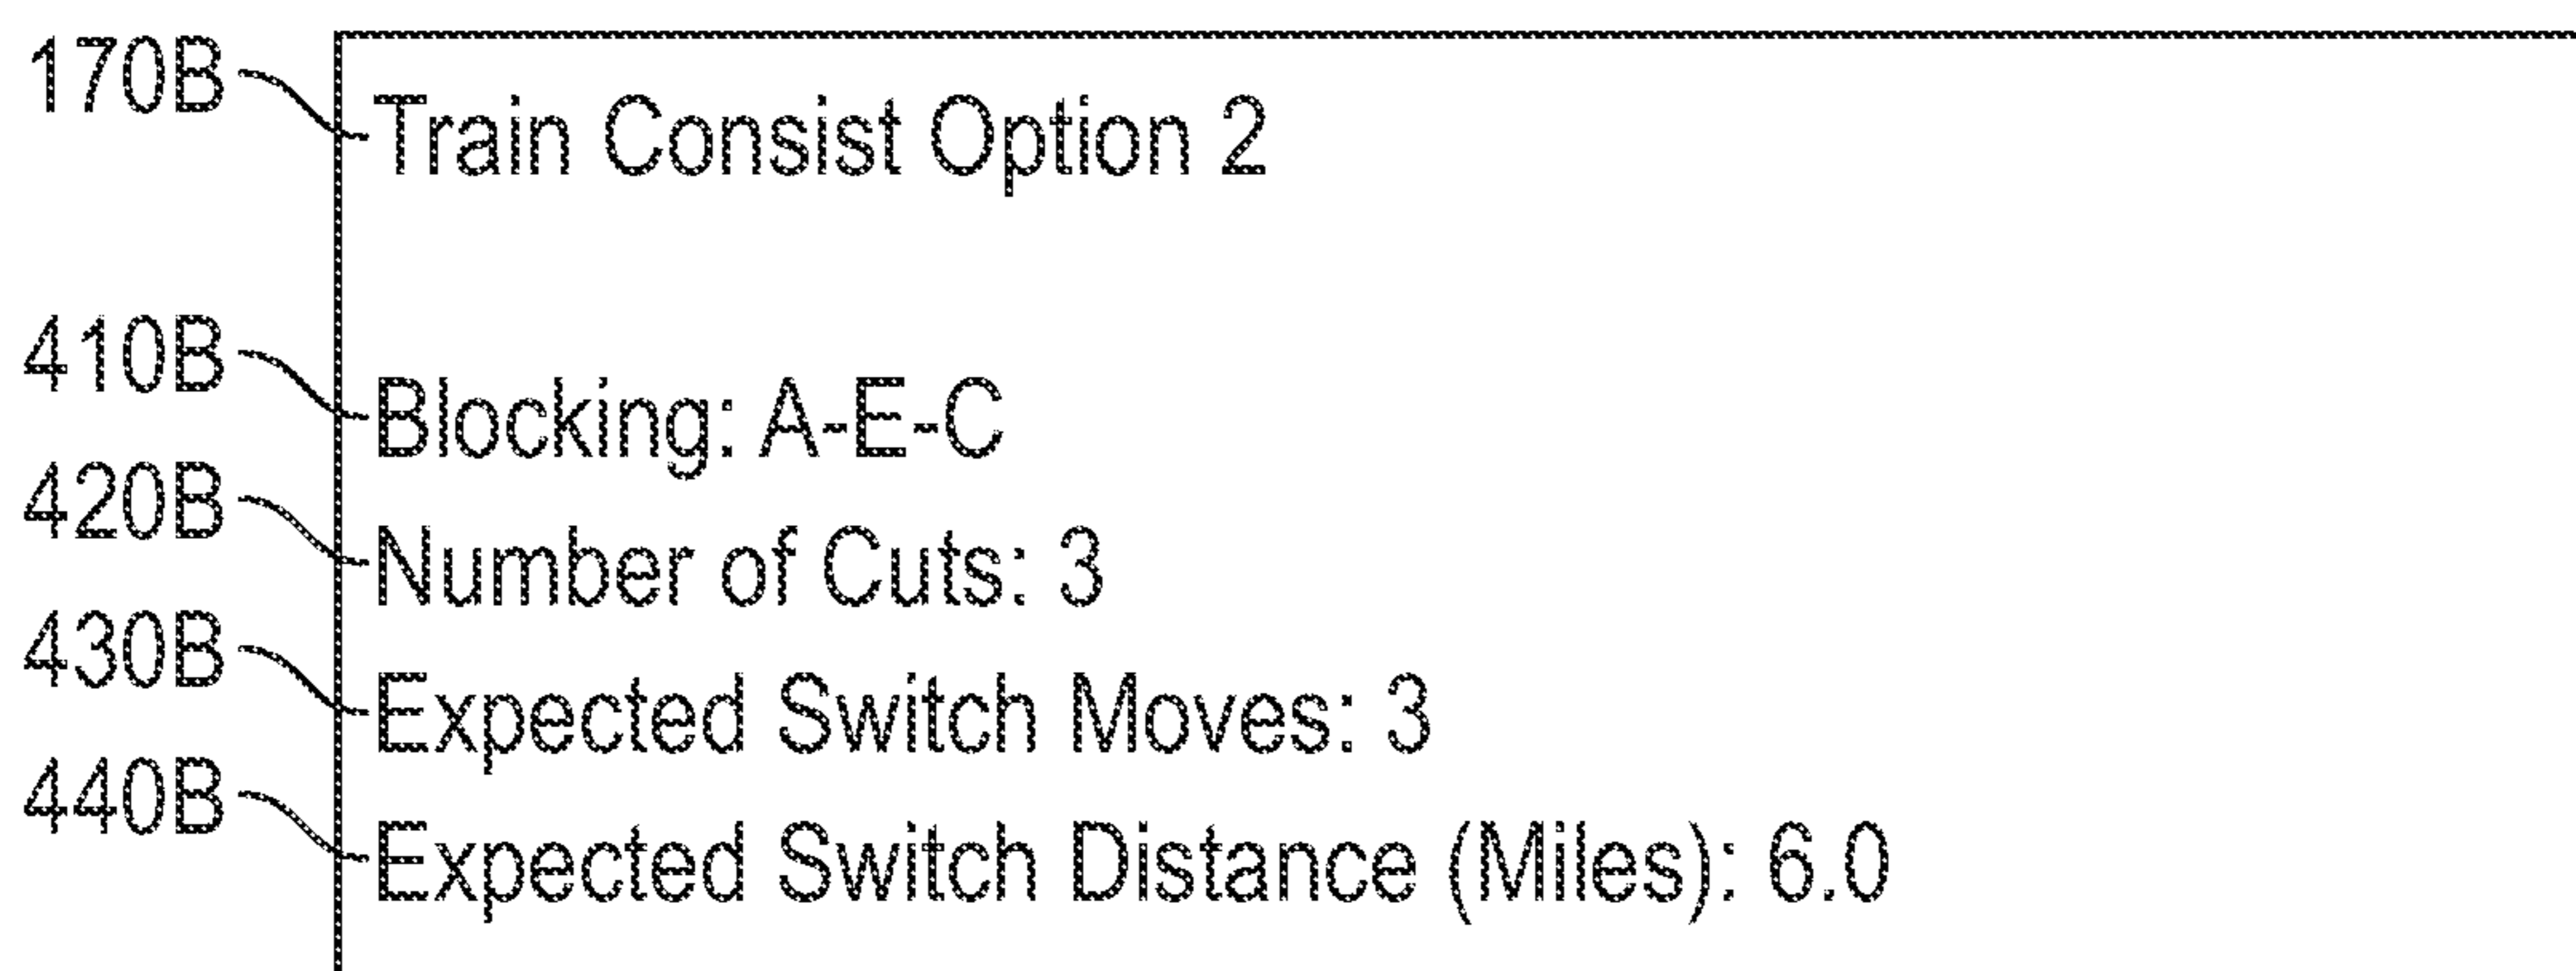 170B Train Consist Option 2
410B Blocking: A-E-C
420B Number of Cuts: 3
430B Expected Switch Moves: 3
440B Expected Switch Distance (Miles): 6.0